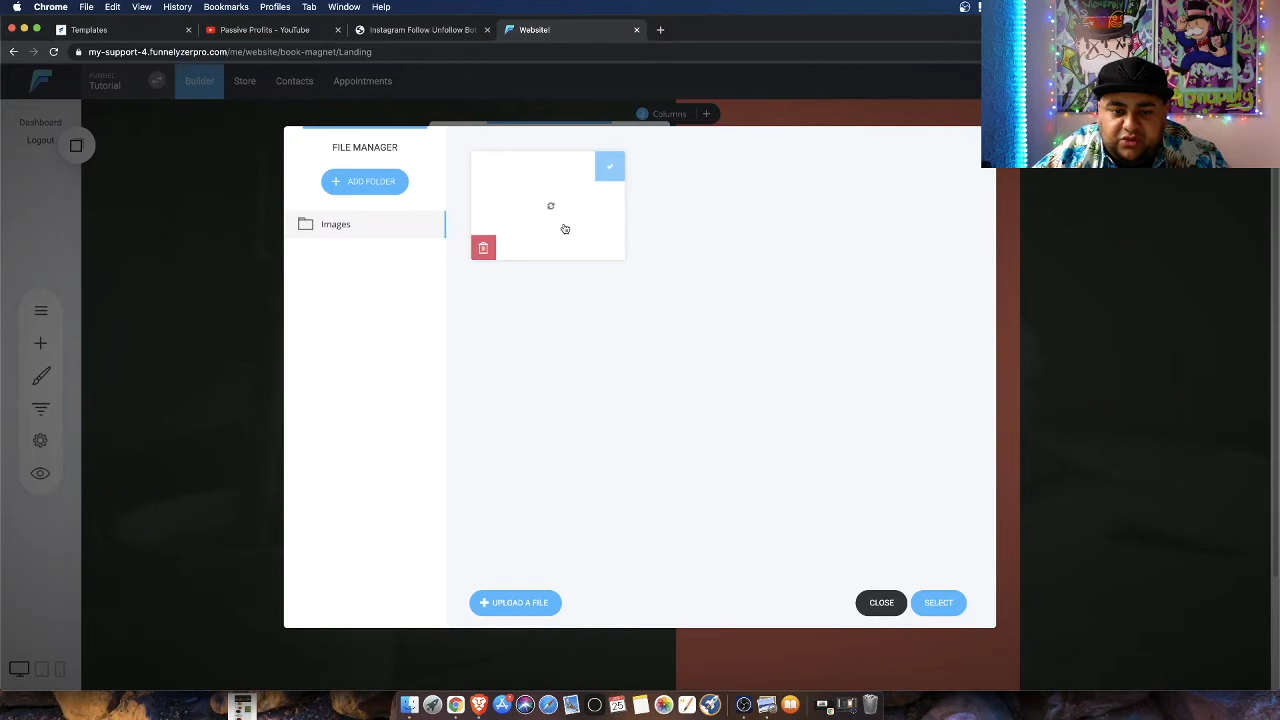 Chrome File Edit View History Bookmarks Profiles Tab Window Help
Templates
Passive Profits - YouTube
Instagram Follow Unfollow Bot
Website!
my-support-4.funnelyzerpro.com/me/website/book-magnet/Landing
FUNNEL
Tutorial
Builder
Store
Contacts
Appointments
Dashboard
Logout
2 Columns
FILE MANAGER
ADD FOLDER
Images
UPLOAD A FILE
CLOSE
SELECT